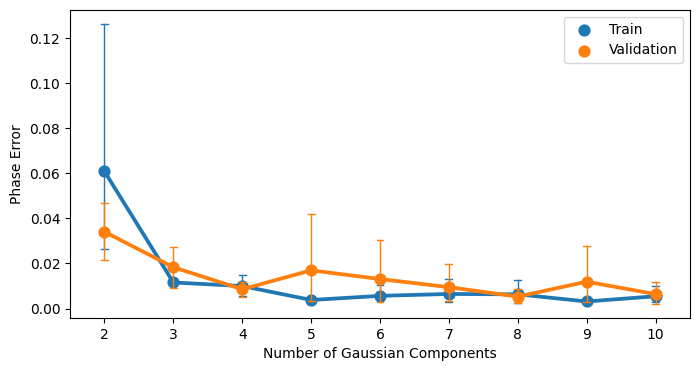 0.12
0.10
0.08
0.06
0.04
0.02
0.00
Phase Error
2 3 4 5 6 7 8 9 10
Number of Gaussian Components
Train
Validation